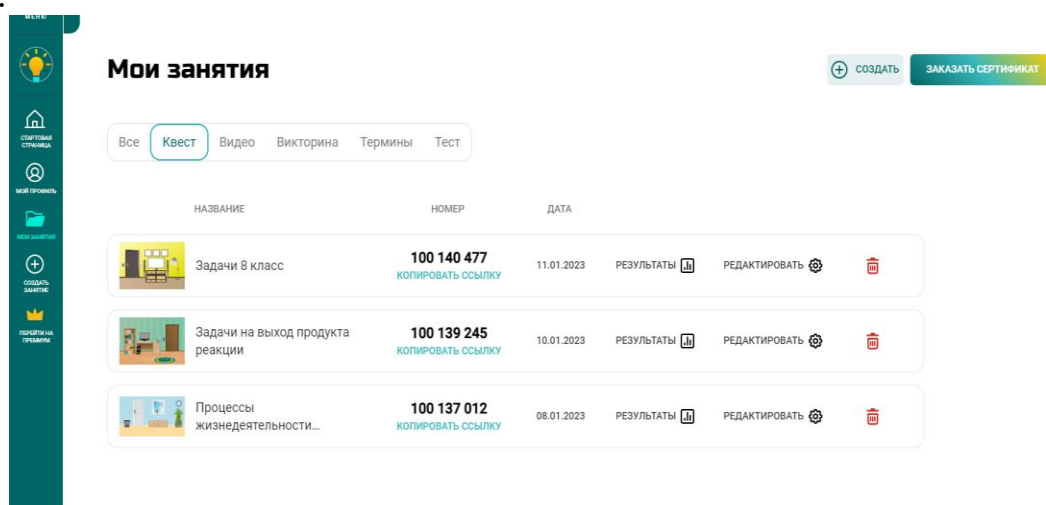 МЕНЮ
Мои занятия
СОЗДАТЬ
ЗАКАЗАТЬ СЕРТИФИКАТ
СТАРТОВАЯ
СТРАНИЦА
МОЙ ПРОФИЛЬ
МОИ ЗАНЯТИЯ
СОЗДАТЬ
ЗАНЯТИЕ
ПЕРЕЙТИ НА
ПРЕМИУМ
Все Квест Видео Викторина Термины Тест
НАЗВАНИЕ НОМЕР ДАТА
Задачи 8 класс
100 140 477
КОПИРОВАТЬ ССЫЛКУ
11.01.2023 РЕЗУЛЬТАТЫ РЕДАКТИРОВАТЬ
Задачи на выход продукта
реакции
100 139 245
КОПИРОВАТЬ ССЫЛКУ
10.01.2023 РЕЗУЛЬТАТЫ РЕДАКТИРОВАТЬ
Процессы
жизнедеятельности...
100 137 012
КОПИРОВАТЬ ССЫЛКУ
08.01.2023 РЕЗУЛЬТАТЫ РЕДАКТИРОВАТЬ